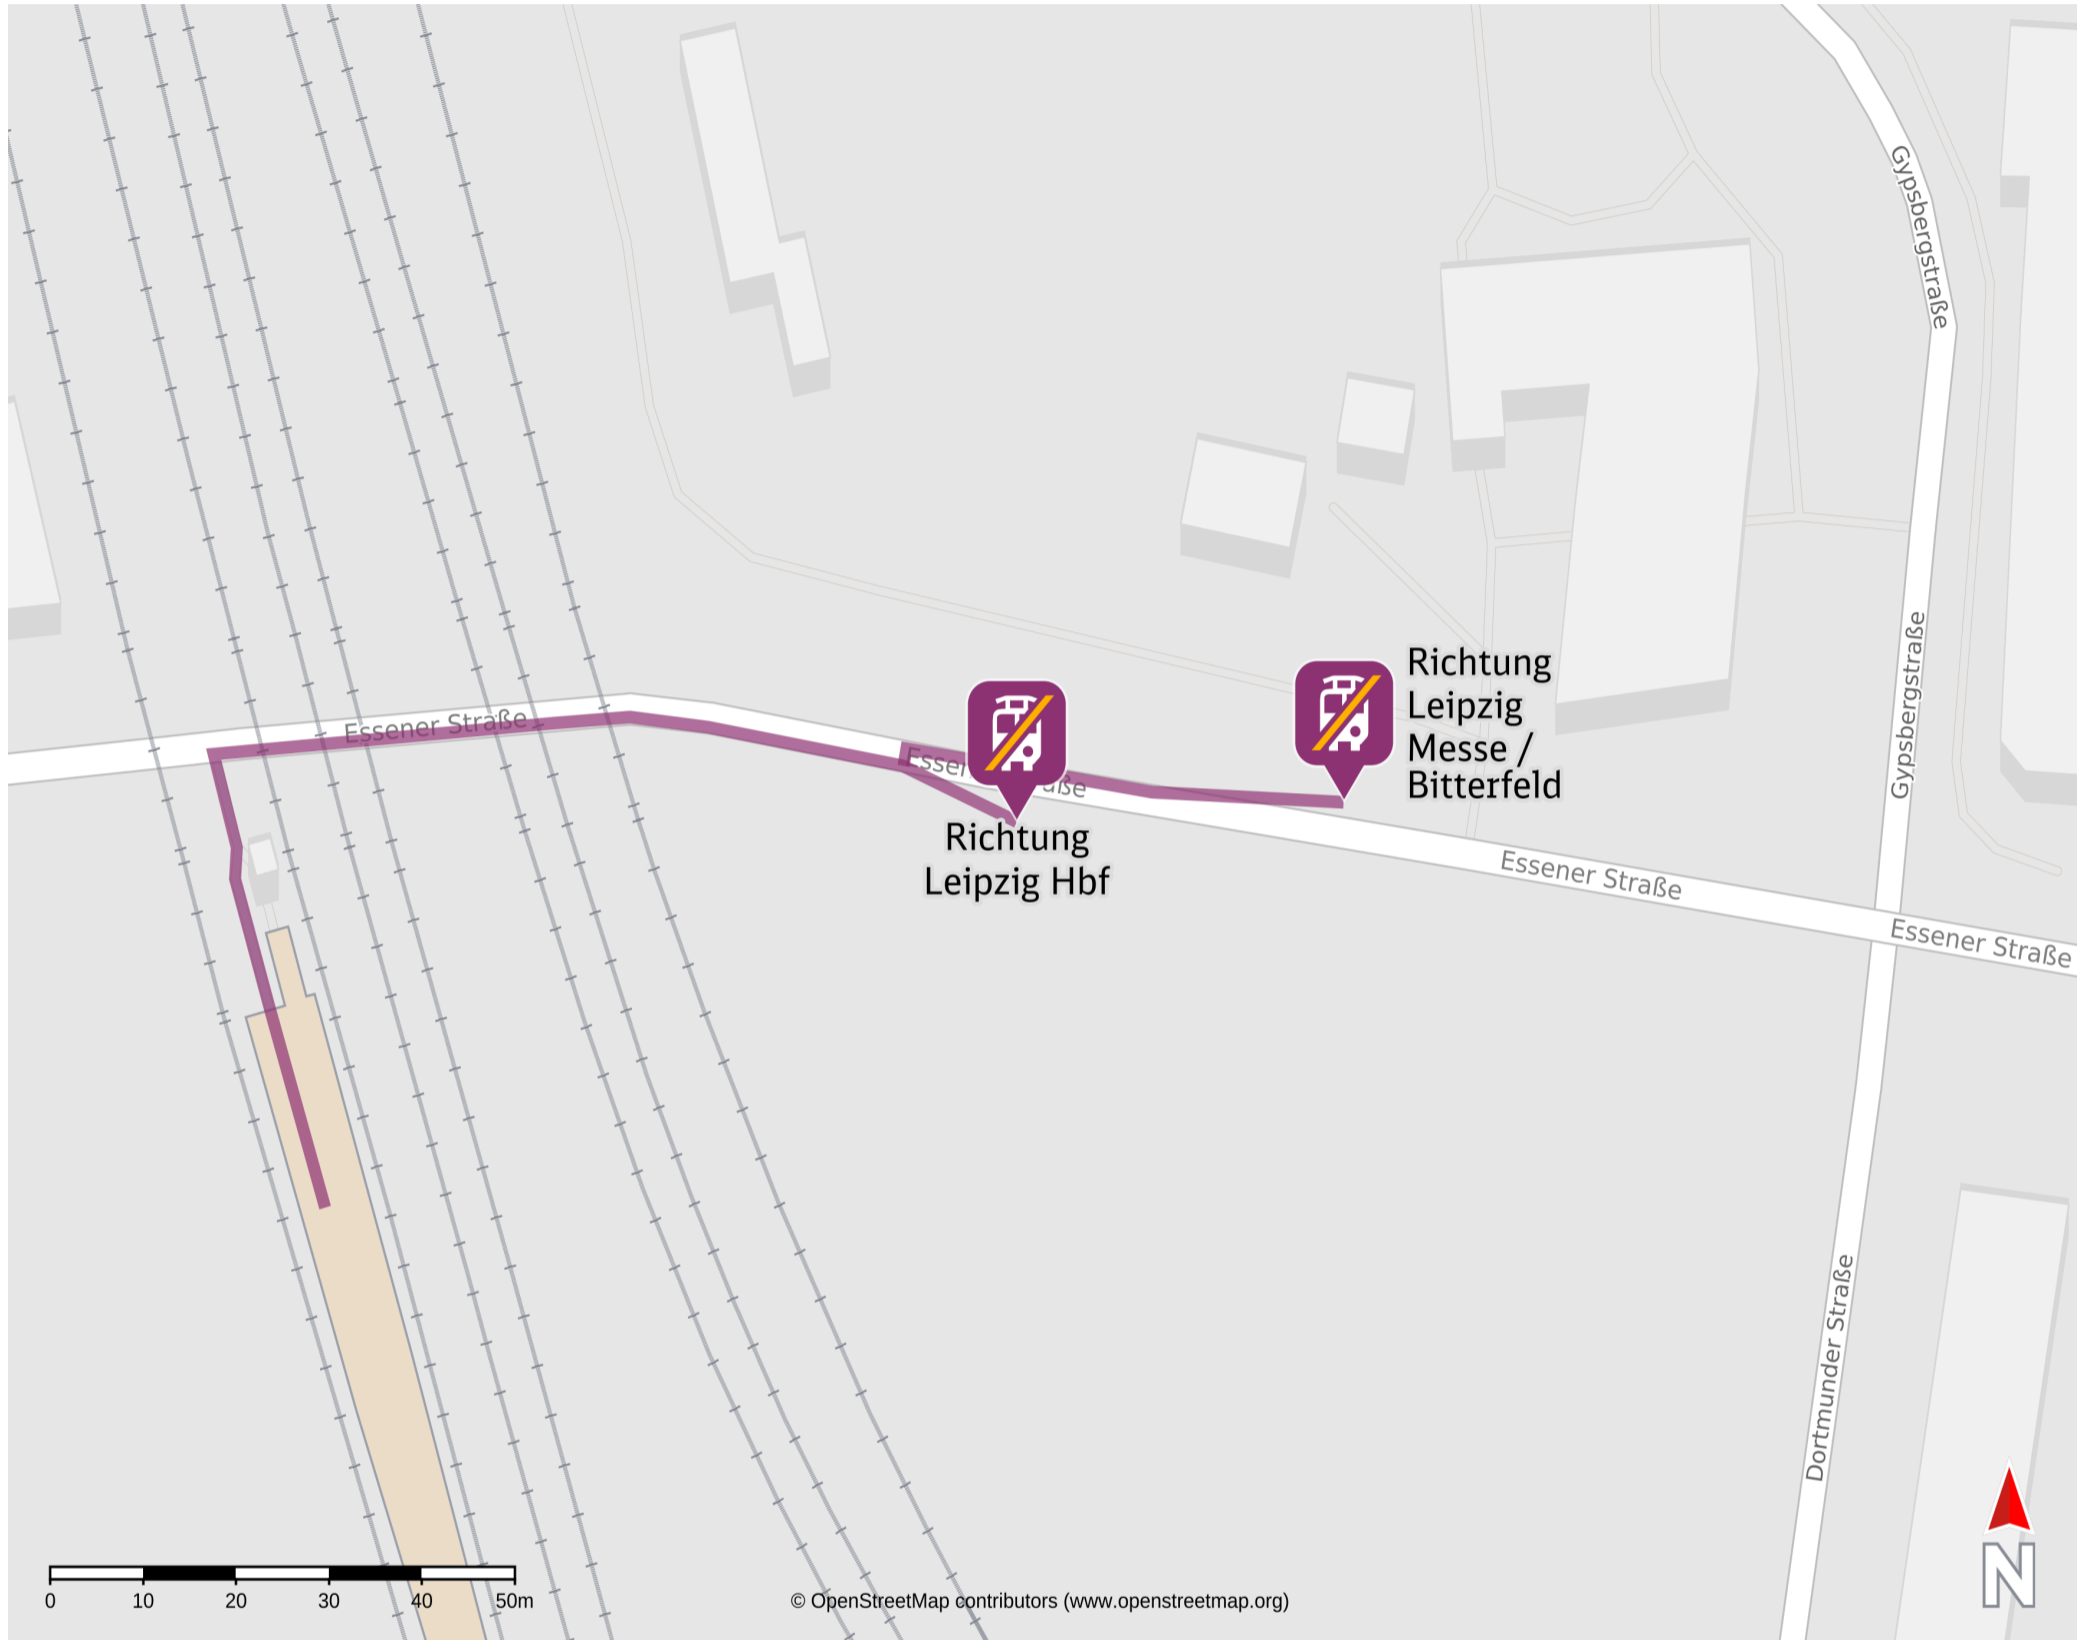 Gypsbergstraße
Gypsbergstraße
Richtung
Leipzig
Messe /
Bitterfeld
Essener Straße
Richtung
Leipzig Hbf
Essener Straße
Essener Straße
Dortmunder Straße
0 10 20 30 40 50m
© OpenStreetMap contributors (www.openstreetmap.org)
N